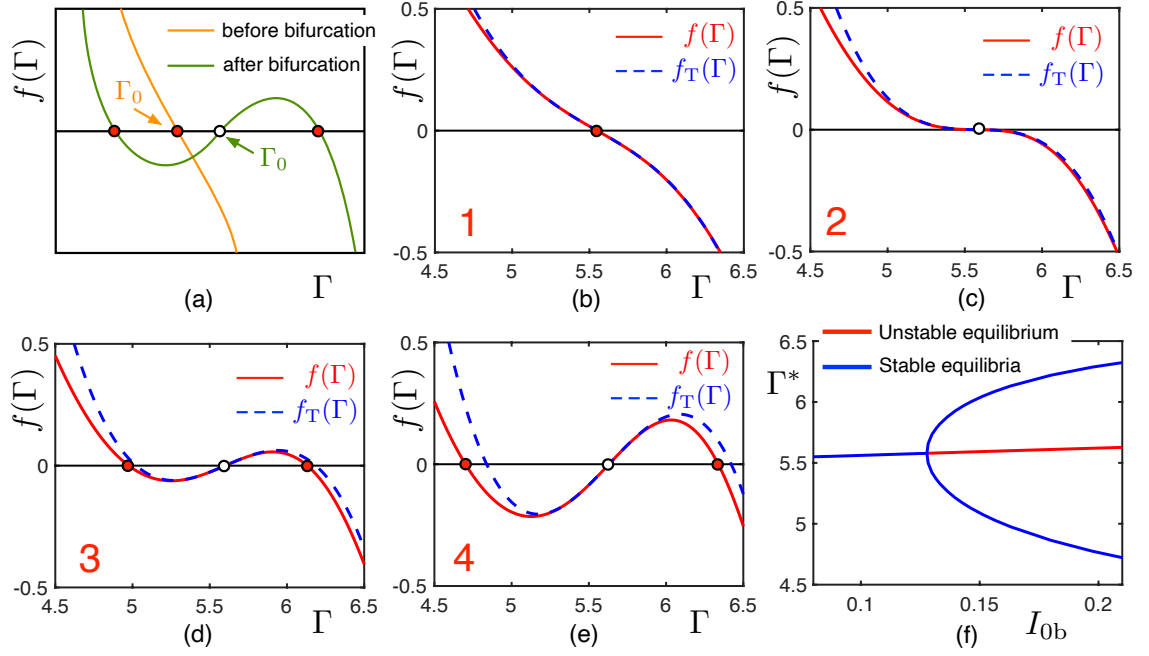 f(Γ)
before bifurcation
after bifurcation
Γ₀
Γ₀
Γ
(a)
f(Γ)
0.5
0
-0.5
f(Γ)
f_T(Γ)
1
4.5 5 5.5 6 6.5
(b)
Γ
f(Γ)
0.5
0
-0.5
f(Γ)
f_T(Γ)
2
4.5 5 5.5 6 6.5
(c)
Γ
f(Γ)
0.5
0
-0.5
f(Γ)
f_T(Γ)
3
4.5 5 5.5 6 6.5
(d)
Γ
f(Γ)
0.5
0
-0.5
f(Γ)
f_T(Γ)
4
4.5 5 5.5 6 6.5
(e)
Γ
Unstable equilibrium
Stable equilibria
Γ*
6.5
6
5.5
5
4.5
0.1 0.15 0.2
(f)
I₀b